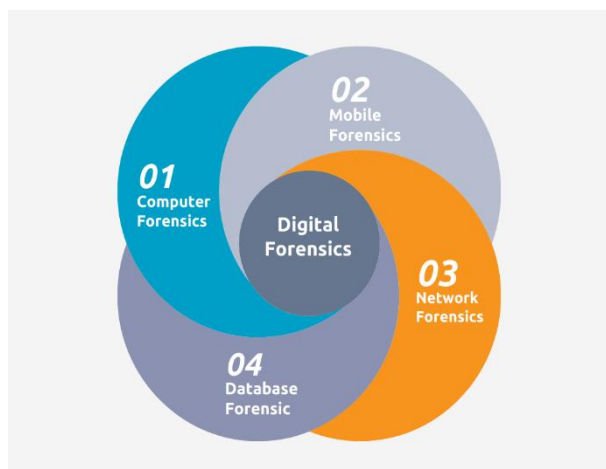 01
Computer
Forensics
02
Mobile
Forensics
Digital
Forensics
03
Network
Forensics
04
Database
Forensic